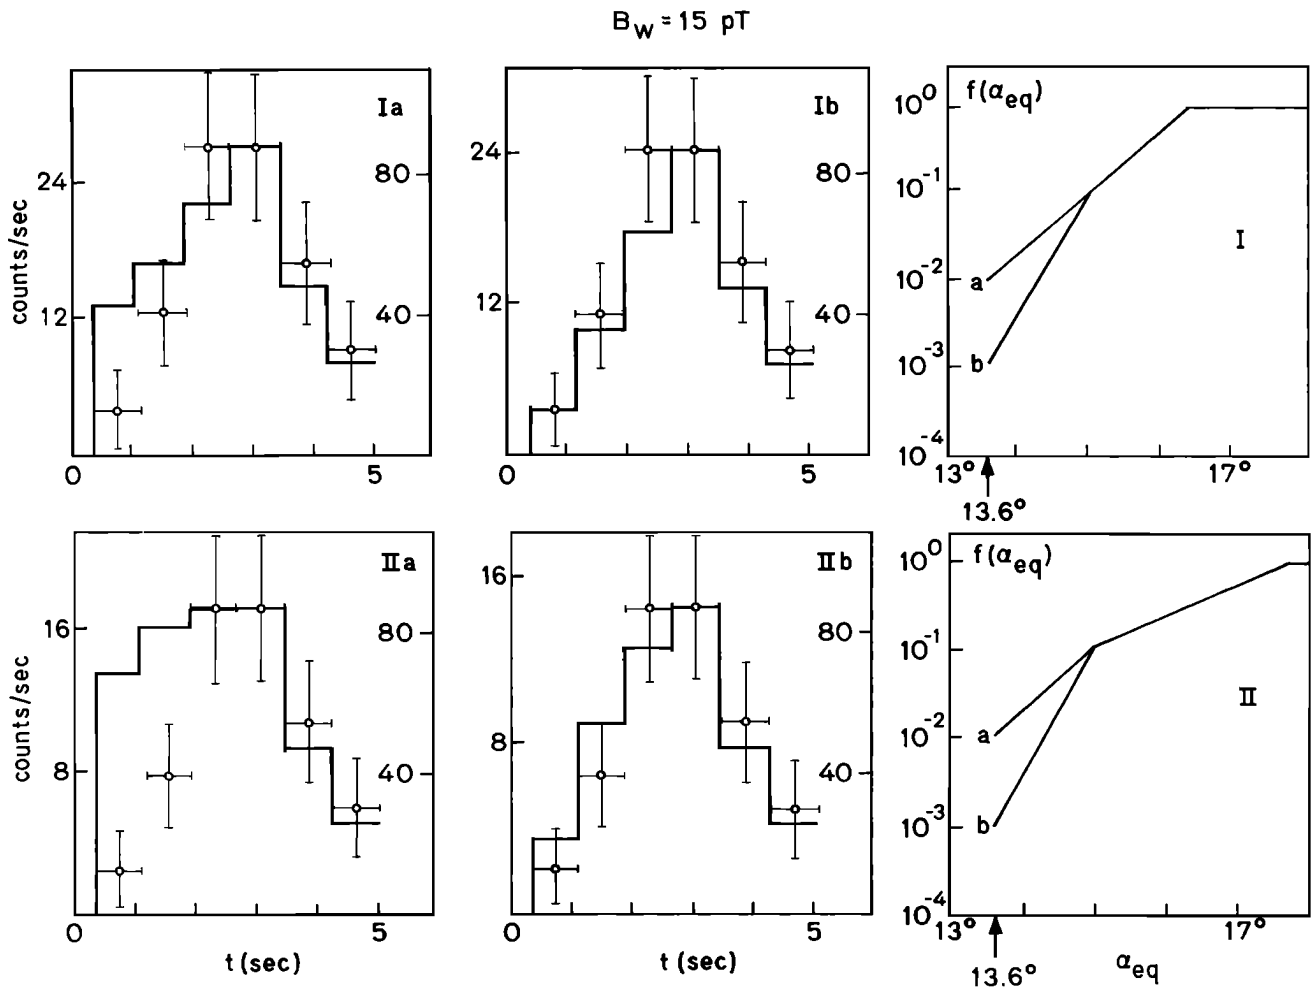 B_w = 15 pT
Ia
24
12
80
40
counts/sec
0
5
Ib
24
12
80
40
0
5
f(α_eq)
10^0
10^-1
10^-2
10^-3
10^-4
a
b
I
13°
17°
13.6°
IIa
16
8
80
40
counts/sec
0
5
t (sec)
IIb
16
8
80
40
0
5
t (sec)
f(α_eq)
10^0
10^-1
10^-2
10^-3
10^-4
a
b
II
13°
17°
13.6°
α_eq